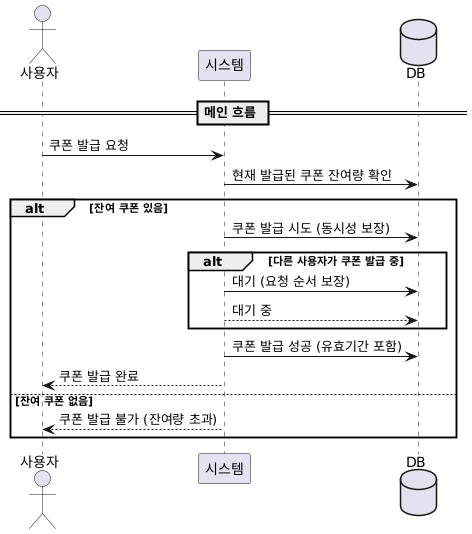 사용자
시스템
DB
메인 흐름
쿠폰 발급 요청
현재 발급된 쿠폰 잔여량 확인
alt [잔여 쿠폰 있음]
쿠폰 발급 시도 (동시성 보장)
alt [다른 사용자가 쿠폰 발급 중]
대기 (요청 순서 보장)
대기 중
쿠폰 발급 성공 (유효기간 포함)
쿠폰 발급 완료
[잔여 쿠폰 없음]
쿠폰 발급 불가 (잔여량 초과)
사용자
시스템
DB